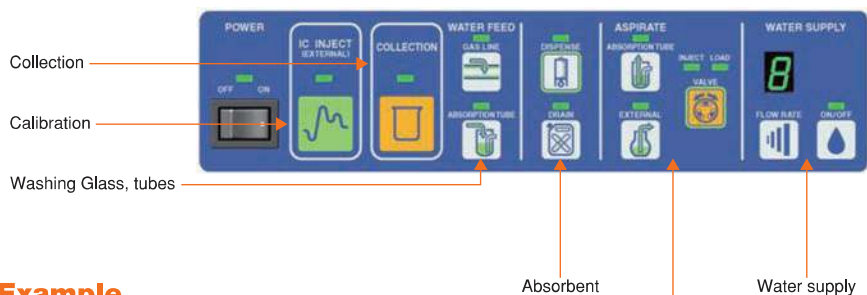 POWER
OFF ON
IC INJECT
(EXTERNAL)
COLLECTION
WATER FEED
GAS LINE
ABSORPTION TUBE
DISPENSE
DRAIN
ASPIRATE
ABSORPTION TUBE
EXTERNAL
INJECT LOAD
VALVE
WATER SUPPLY
8
FLOW RATE
ON/OFF
Collection
Calibration
Washing Glass, tubes
Absorbent
Water supply
Example